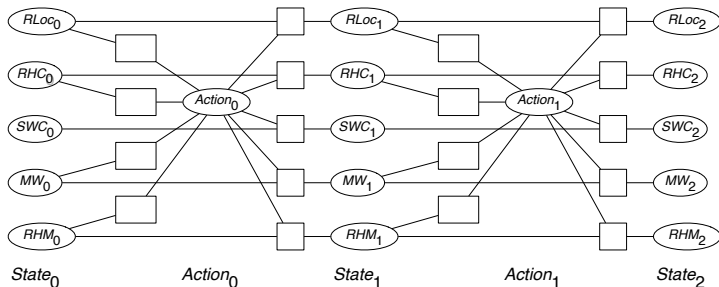 RLoc0 RLoc1 RLoc2
RHC0 RHC1 RHC2
Action0 Action1
SWC0 SWC1 SWC2
MW0 MW1 MW2
RHM0 RHM1 RHM2
State0 Action0 State1 Action1 State2